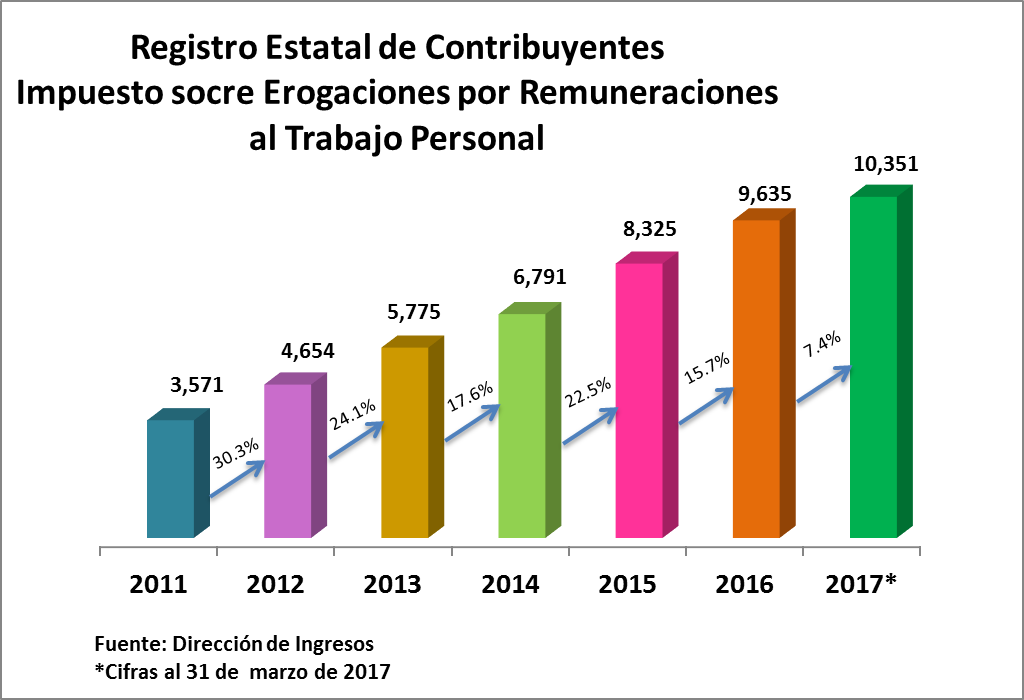 Registro Estatal de Contribuyentes
Impuesto socre Erogaciones por Remuneraciones
al Trabajo Personal
10,351
9,635
8,325
6,791
5,775
4,654
3,571
30.3%
24.1%
17.6%
22.5%
15.7%
7.4%
2011 2012 2013 2014 2015 2016 2017*
Fuente: Dirección de Ingresos
*Cifras al 31 de marzo de 2017